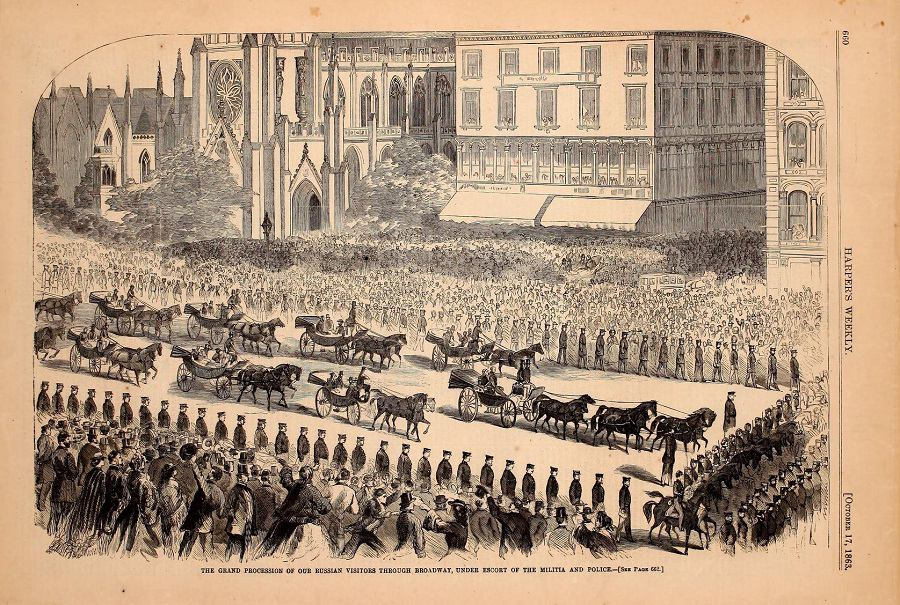 660
HARPER'S WEEKLY.
[OCTOBER 17, 1863.
THE GRAND PROCESSION OF OUR RUSSIAN VISITORS THROUGH BROADWAY, UNDER ESCORT OF THE MILITIA AND POLICE.—[SEE PAGE 662.]